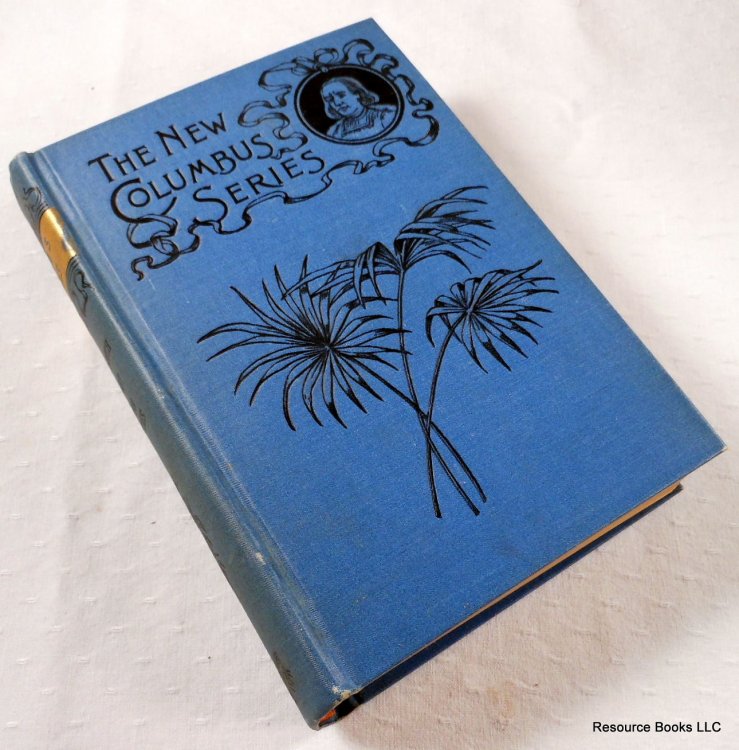 THE NEW
COLUMBUS
SERIES
Resource Books LLC